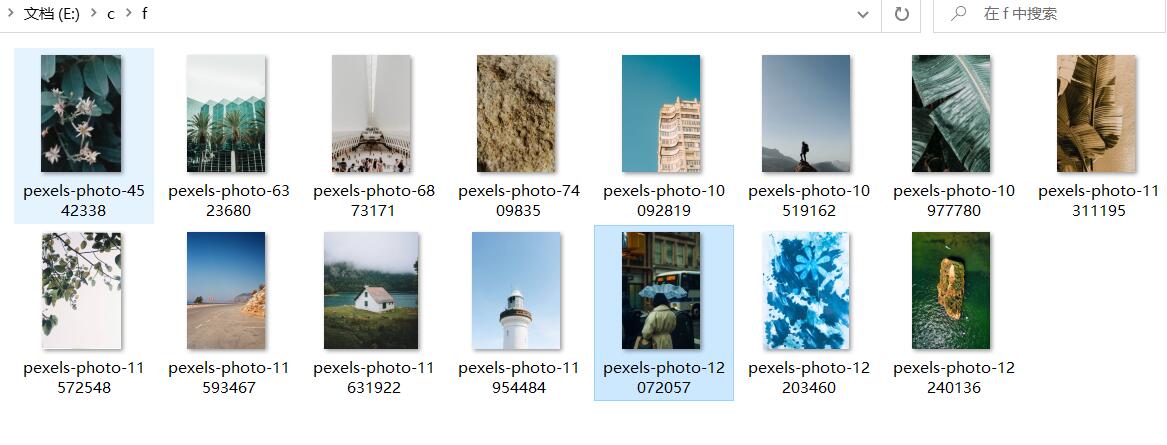 文档 (E:) c f
在 f 中搜索
pexels-photo-45
42338
pexels-photo-63
23680
pexels-photo-68
73171
pexels-photo-74
09835
pexels-photo-10
092819
pexels-photo-10
519162
pexels-photo-10
977780
pexels-photo-11
311195
pexels-photo-11
572548
pexels-photo-11
593467
pexels-photo-11
631922
pexels-photo-11
954484
pexels-photo-12
072057
pexels-photo-12
203460
pexels-photo-12
240136